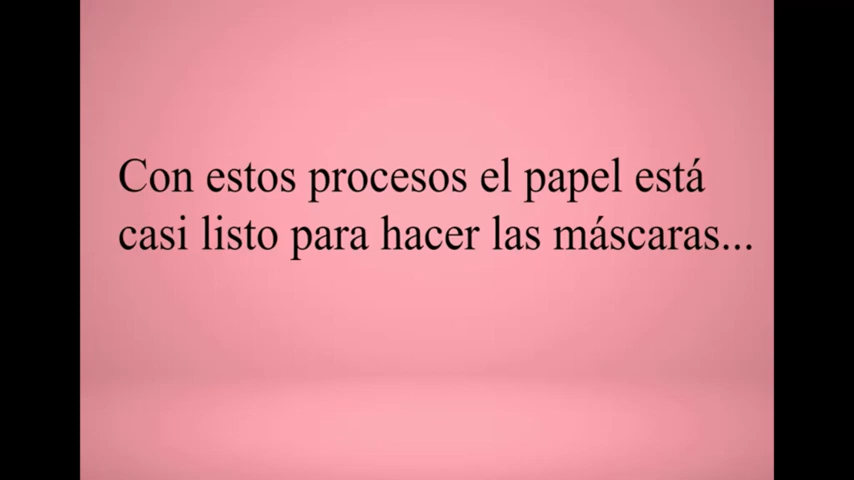 Con estos procesos el papel está
casi listo para hacer las máscaras...